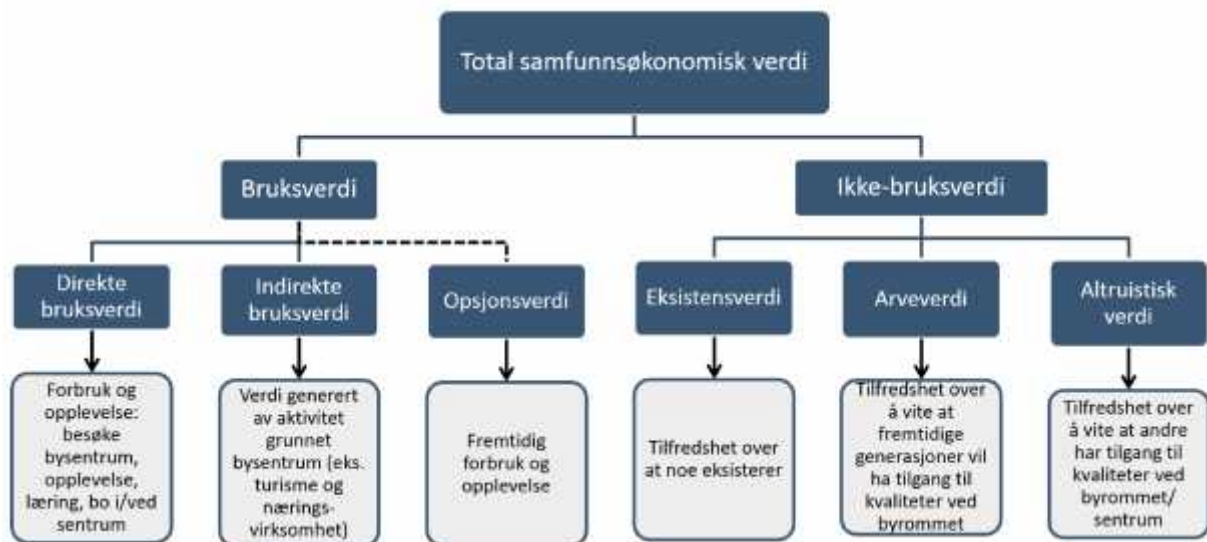 Total samfunnsøkonomisk verdi
Bruksverdi
Ikke-bruksverdi
Direkte
bruksverdi
Indirekte
bruksverdi
Opsjonsverdi
Eksistensverdi
Arveverdi
Altruistisk
verdi
Forbruk og
opplevelse:
besøke
bysentrum,
opplevelse,
læring, bo i/ved
sentrum
Verdi generert
av aktivitet
grunnet
bysentrum (eks.
turisme og
nærings-
virksomhet)
Fremtidig
forbruk og
opplevelse
Tilfredshet over
at noe eksisterer
Tilfredshet over
å vite at
fremtidige
generasjoner vil
ha tilgang til
kvaliteter ved
byrommet
Tilfredshet over
å vite at andre
har tilgang til
kvaliteter ved
byrommet/
sentrum